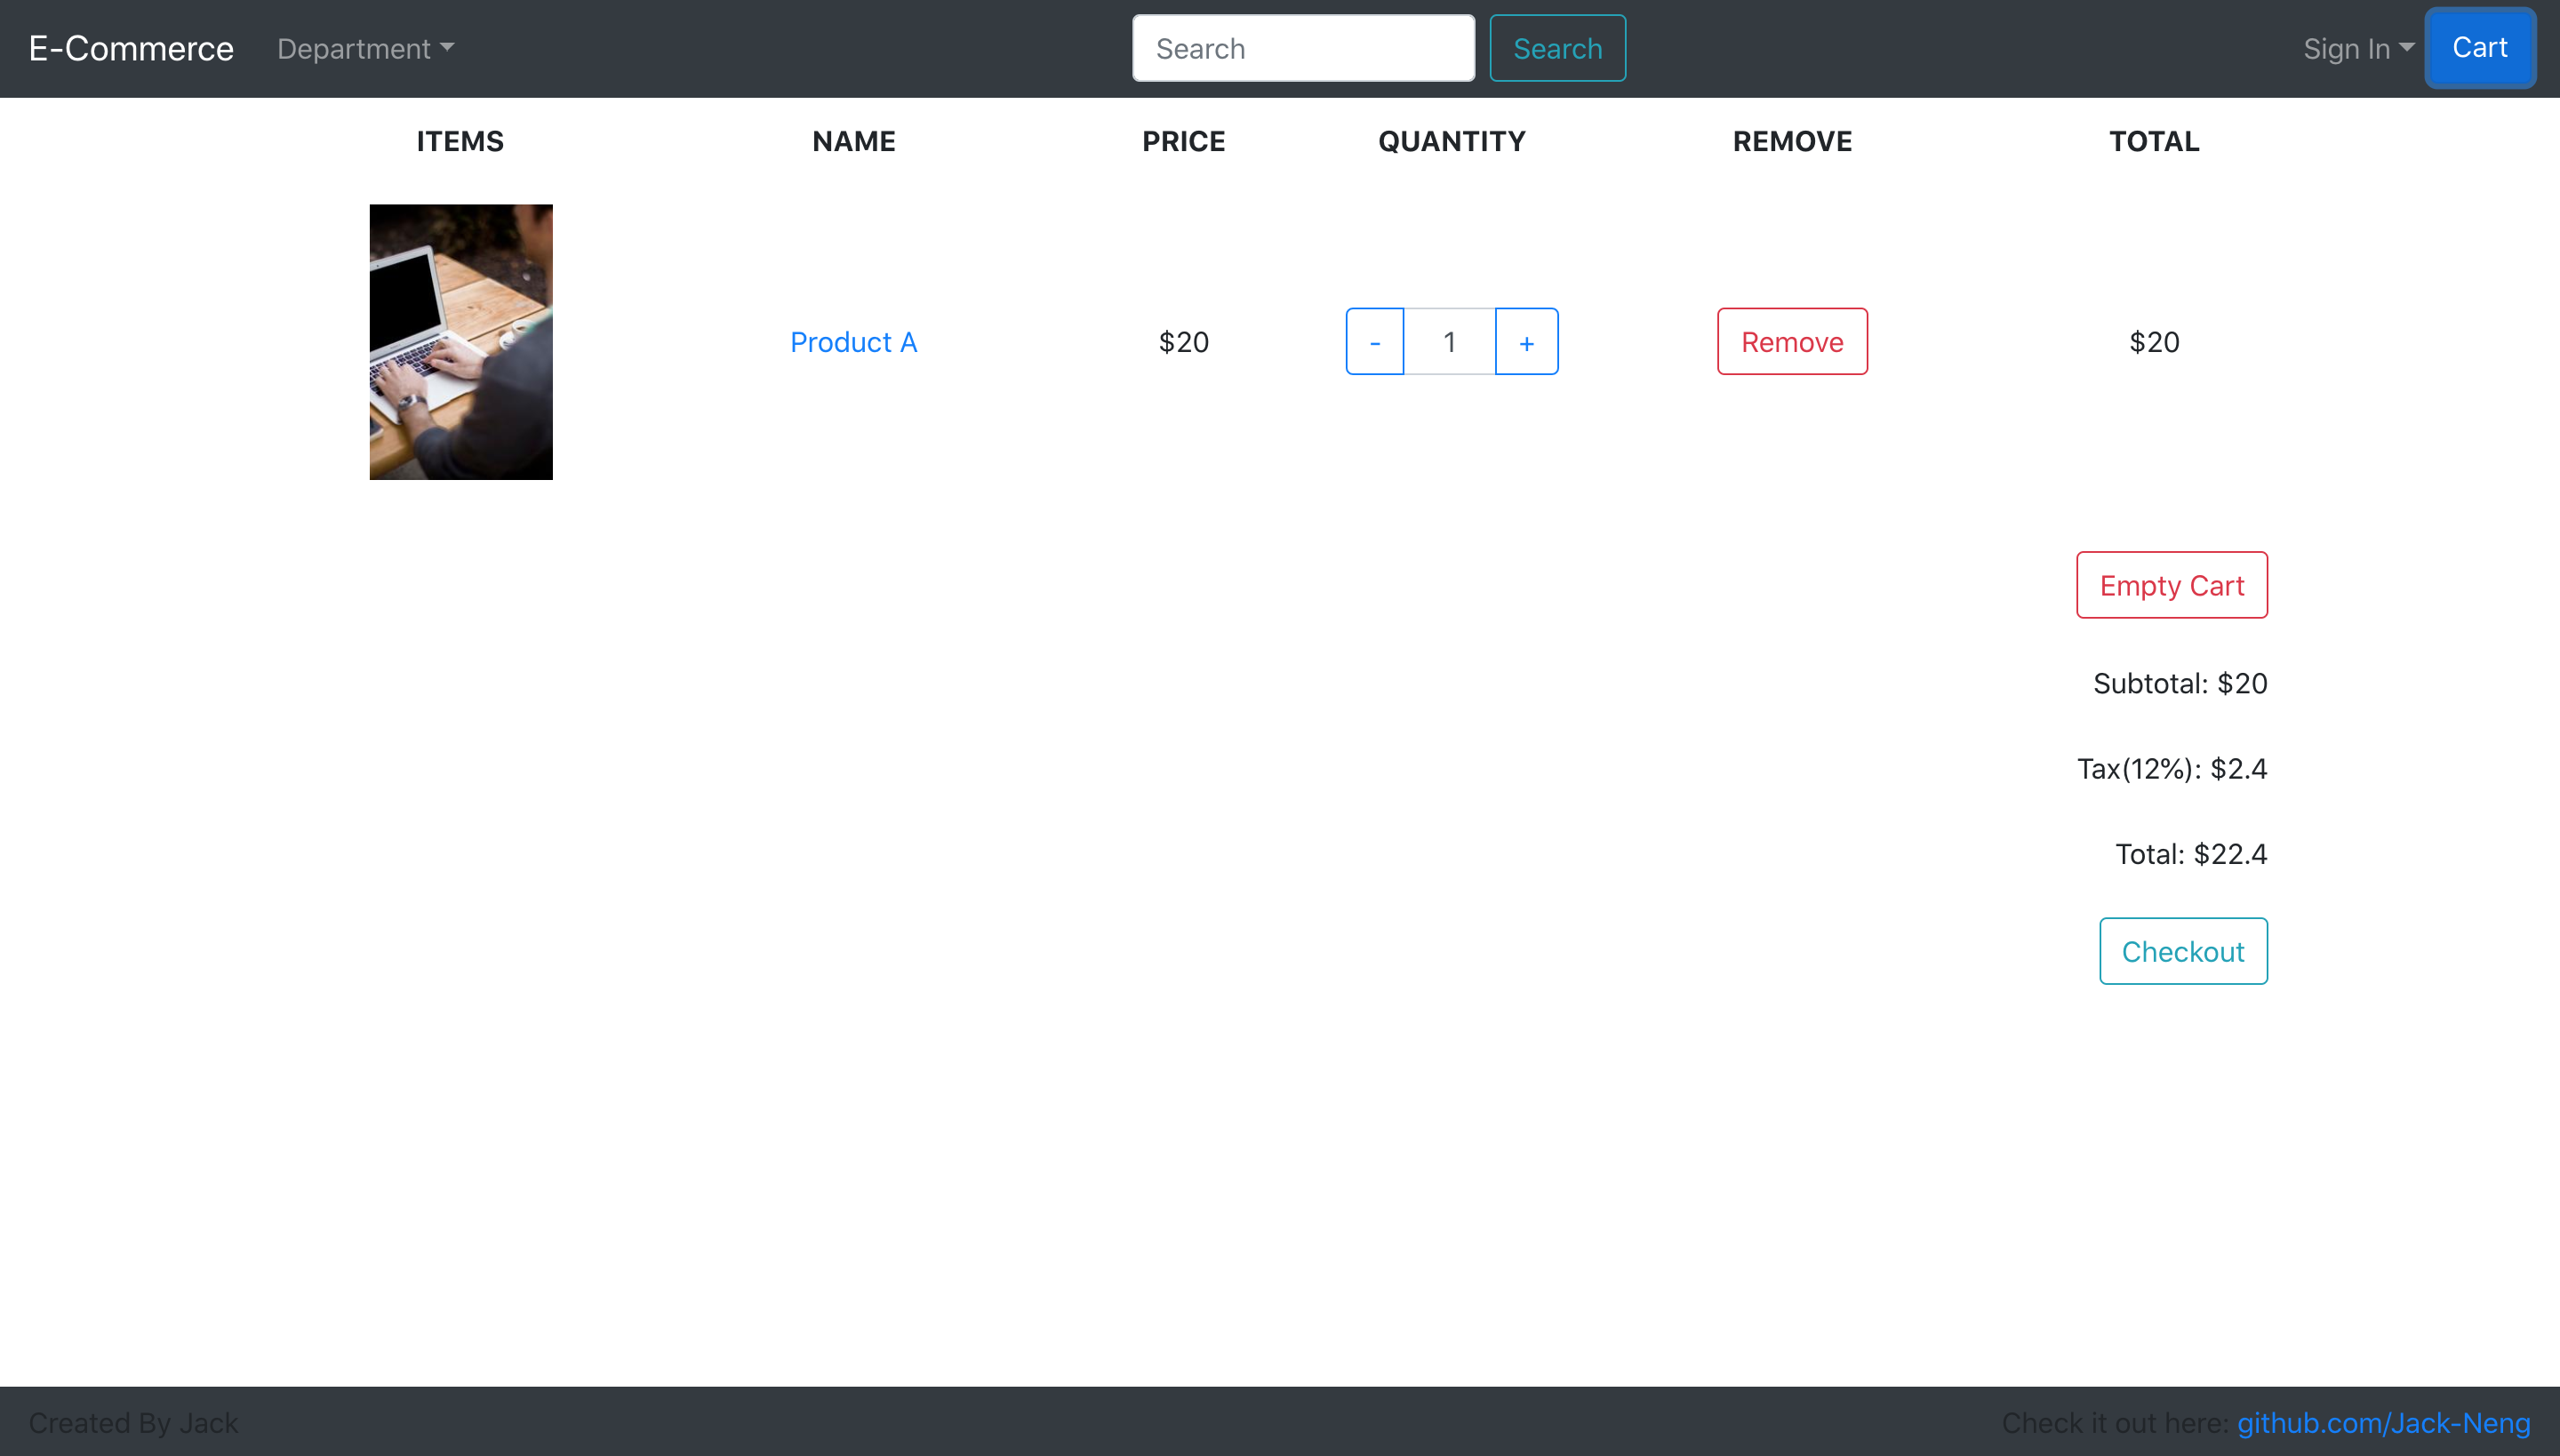 E-Commerce Department Search Search Sign In Cart
ITEMS NAME PRICE QUANTITY REMOVE TOTAL
Product A $20 - 1 + Remove $20
Empty Cart
Subtotal: $20
Tax(12%): $2.4
Total: $22.4
Checkout
Created By Jack Check it out here: github.com/Jack-Neng